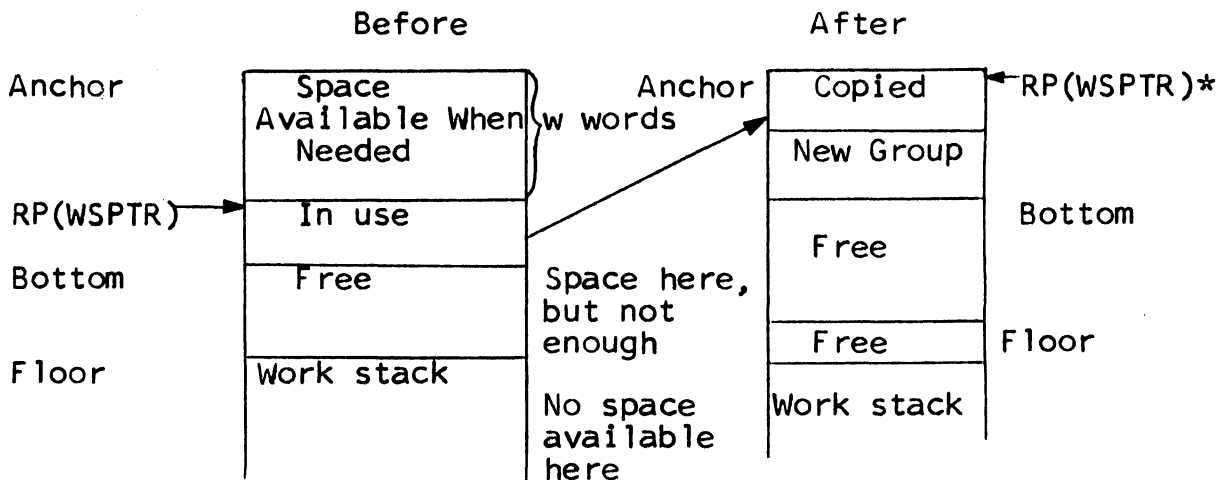 Before After
Anchor Space Anchor Copied RP(WSPTR)*
Available When w words
Needed New Group
RP(WSPTR) In use Bottom
Free
Bottom Free Space here,
but not
enough Free Floor
Floor Work stack
No space Work stack
available
here